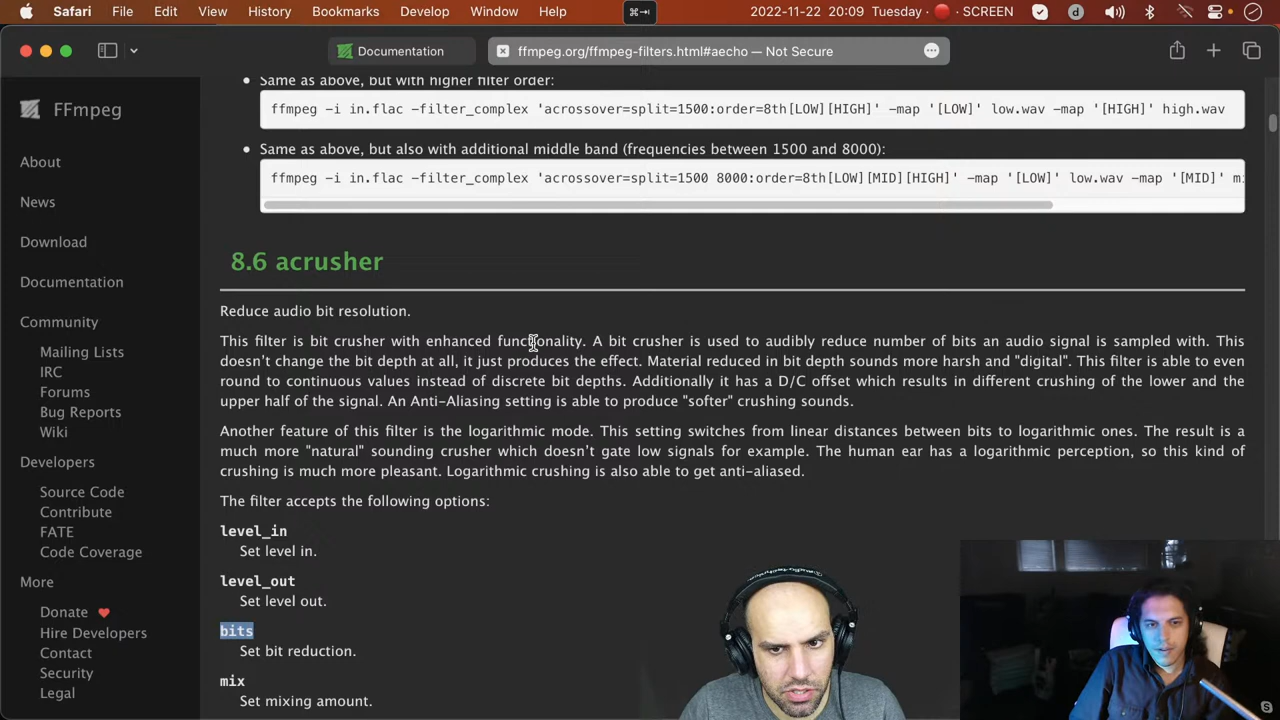 Safari File Edit View History Bookmarks Develop Window Help 2022-11-22 20:09 Tuesday SCREEN
Documentation
ffmpeg.org/ffmpeg-filters.html#aecho — Not Secure
FFmpeg
About
News
Download
Documentation
Community
Mailing Lists
IRC
Forums
Bug Reports
Wiki
Developers
Source Code
Contribute
FATE
Code Coverage
More
Donate
Hire Developers
Contact
Security
Legal
Same as above, but with higher filter order:
ffmpeg -i in.flac -filter_complex 'acrossover=split=1500:order=8th[LOW][HIGH]' -map '[LOW]' low.wav -map '[HIGH]' high.wav
Same as above, but also with additional middle band (frequencies between 1500 and 8000):
ffmpeg -i in.flac -filter_complex 'acrossover=split=1500 8000:order=8th[LOW][MID][HIGH]' -map '[LOW]' low.wav -map '[MID]' mi
8.6 acrusher
Reduce audio bit resolution.
This filter is bit crusher with enhanced functionality. A bit crusher is used to audibly reduce number of bits an audio signal is sampled with. This
doesn't change the bit depth at all, it just produces the effect. Material reduced in bit depth sounds more harsh and "digital". This filter is able to even
round to continuous values instead of discrete bit depths. Additionally it has a D/C offset which results in different crushing of the lower and the
upper half of the signal. An Anti-Aliasing setting is able to produce "softer" crushing sounds.
Another feature of this filter is the logarithmic mode. This setting switches from linear distances between bits to logarithmic ones. The result is a
much more "natural" sounding crusher which doesn't gate low signals for example. The human ear has a logarithmic perception, so this kind of
crushing is much more pleasant. Logarithmic crushing is also able to get anti-aliased.
The filter accepts the following options:
level_in
Set level in.
level_out
Set level out.
bits
Set bit reduction.
mix
Set mixing amount.